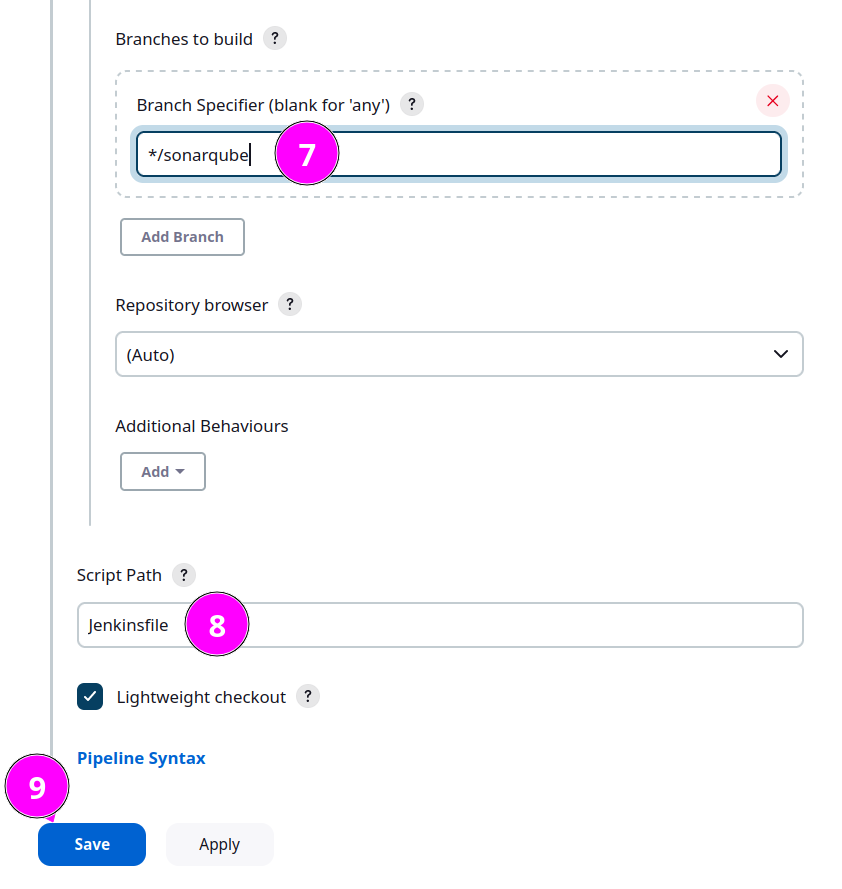 Branches to build ?
Branch Specifier (blank for 'any') ?
*/sonarqube 7
Add Branch
Repository browser ?
(Auto)
Additional Behaviours
Add
Script Path ?
Jenkinsfile 8
Lightweight checkout ?
Pipeline Syntax
9
Save Apply